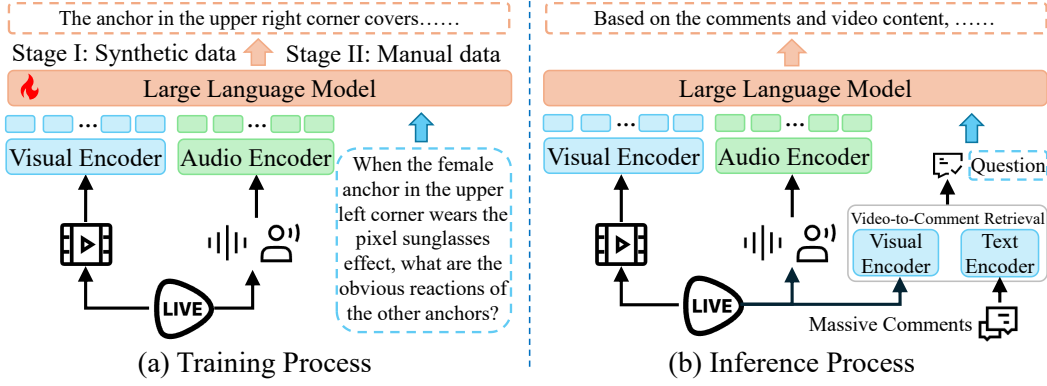 The anchor in the upper right corner covers……
Stage I: Synthetic data
Stage II: Manual data
Large Language Model
...
...
Visual Encoder
Audio Encoder
When the female
anchor in the upper
left corner wears the
pixel sunglasses
effect, what are the
obvious reactions of
the other anchors?
LIVE
(a) Training Process
Based on the comments and video content, ……
Large Language Model
...
...
Visual Encoder
Audio Encoder
Question
Video-to-Comment Retrieval
Visual
Encoder
Text
Encoder
LIVE
Massive Comments
(b) Inference Process